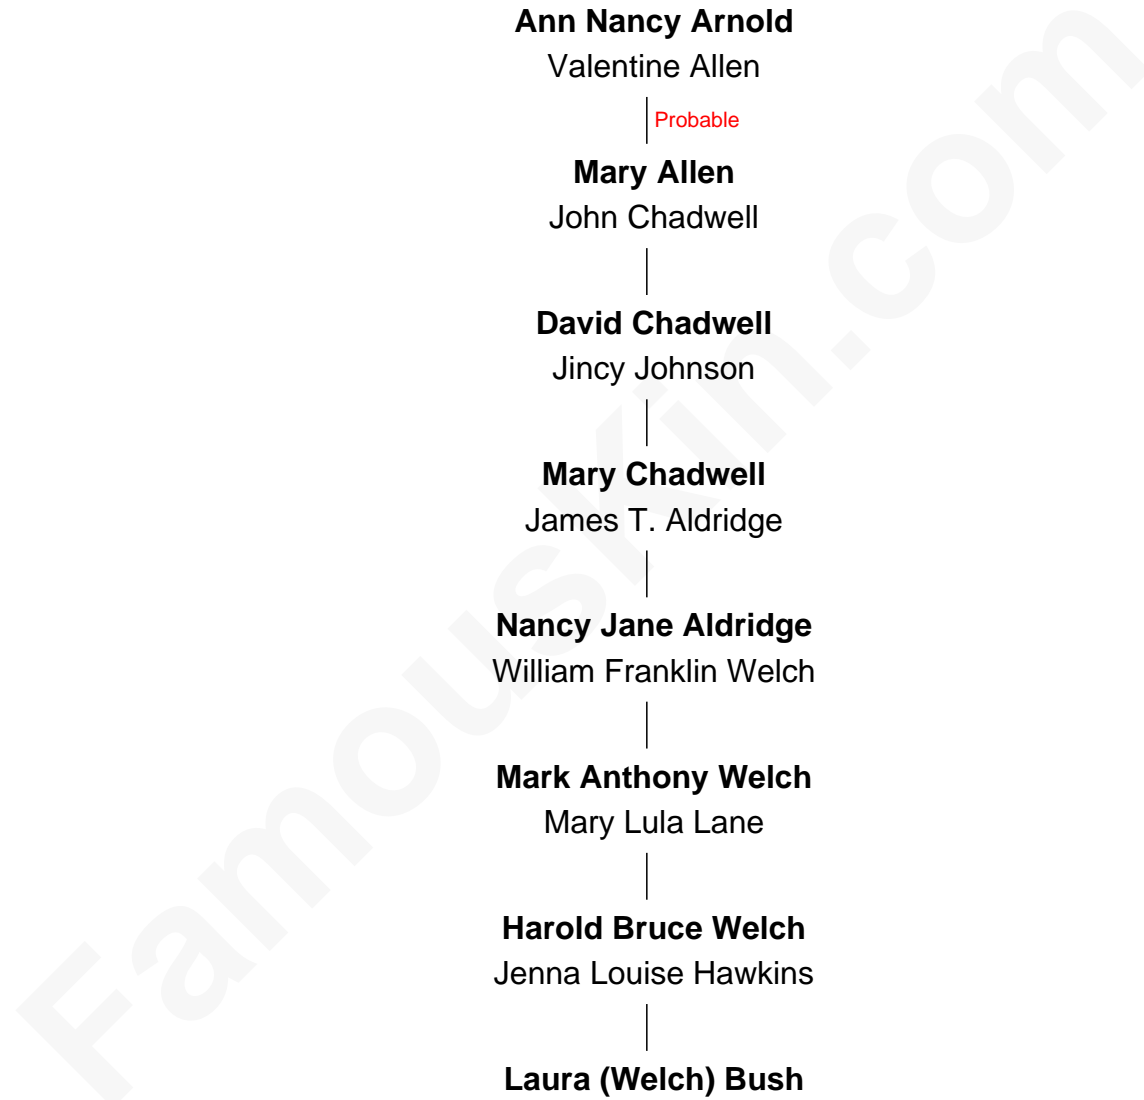 Ann Nancy Arnold
Valentine Allen
Probable
Mary Allen
John Chadwell
David Chadwell
Jincy Johnson
Mary Chadwell
James T. Aldridge
Nancy Jane Aldridge
William Franklin Welch
Mark Anthony Welch
Mary Lula Lane
Harold Bruce Welch
Jenna Louise Hawkins
Laura (Welch) Bush
FamousKin.com